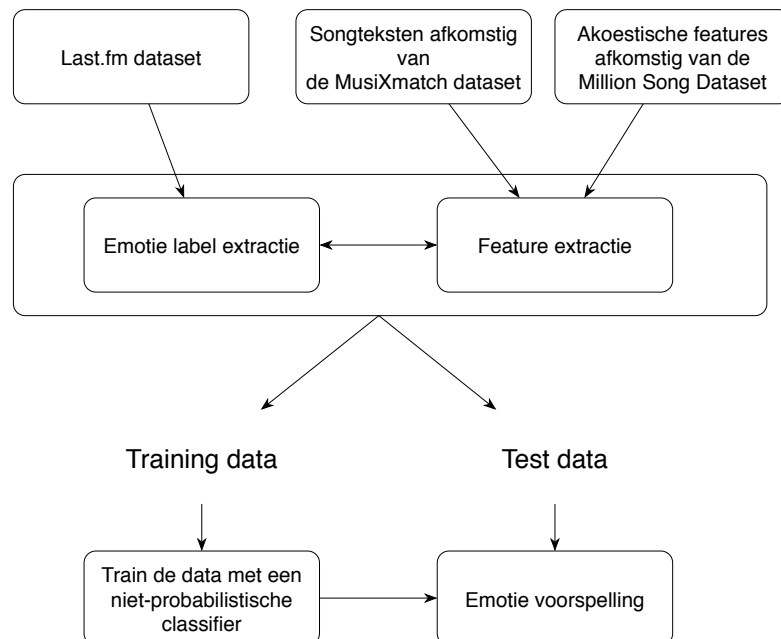 Last.fm dataset
Songteksten afkomstig
van
de MusiXmatch dataset
Akoestische features
afkomstig van de
Million Song Dataset
Emotie label extractie
Feature extractie
Training data
Test data
Train de data met een
niet-probabilistische
classifier
Emotie voorspelling